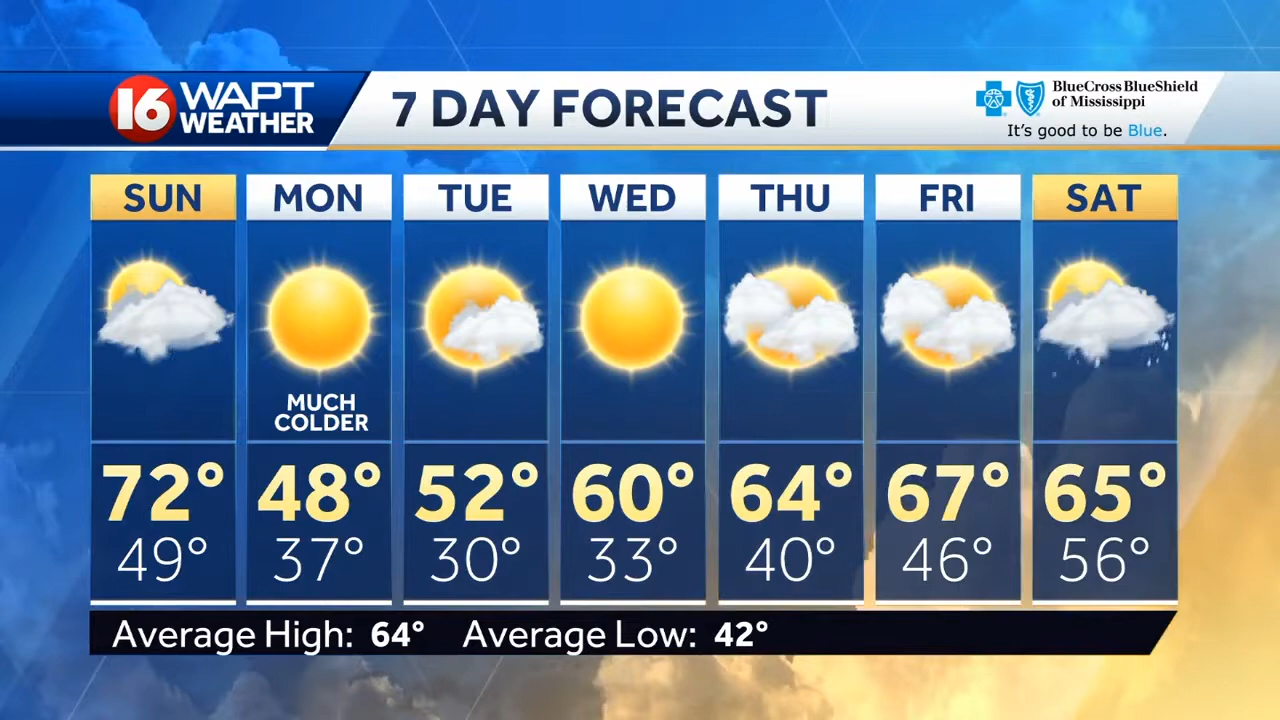 16 WAPT WEATHER
7 DAY FORECAST
BlueCross BlueShield
of Mississippi
It's good to be Blue.
SUN MON TUE WED THU FRI SAT
MUCH
COLDER
72° 48° 52° 60° 64° 67° 65°
49° 37° 30° 33° 40° 46° 56°
Average High: 64° Average Low: 42°